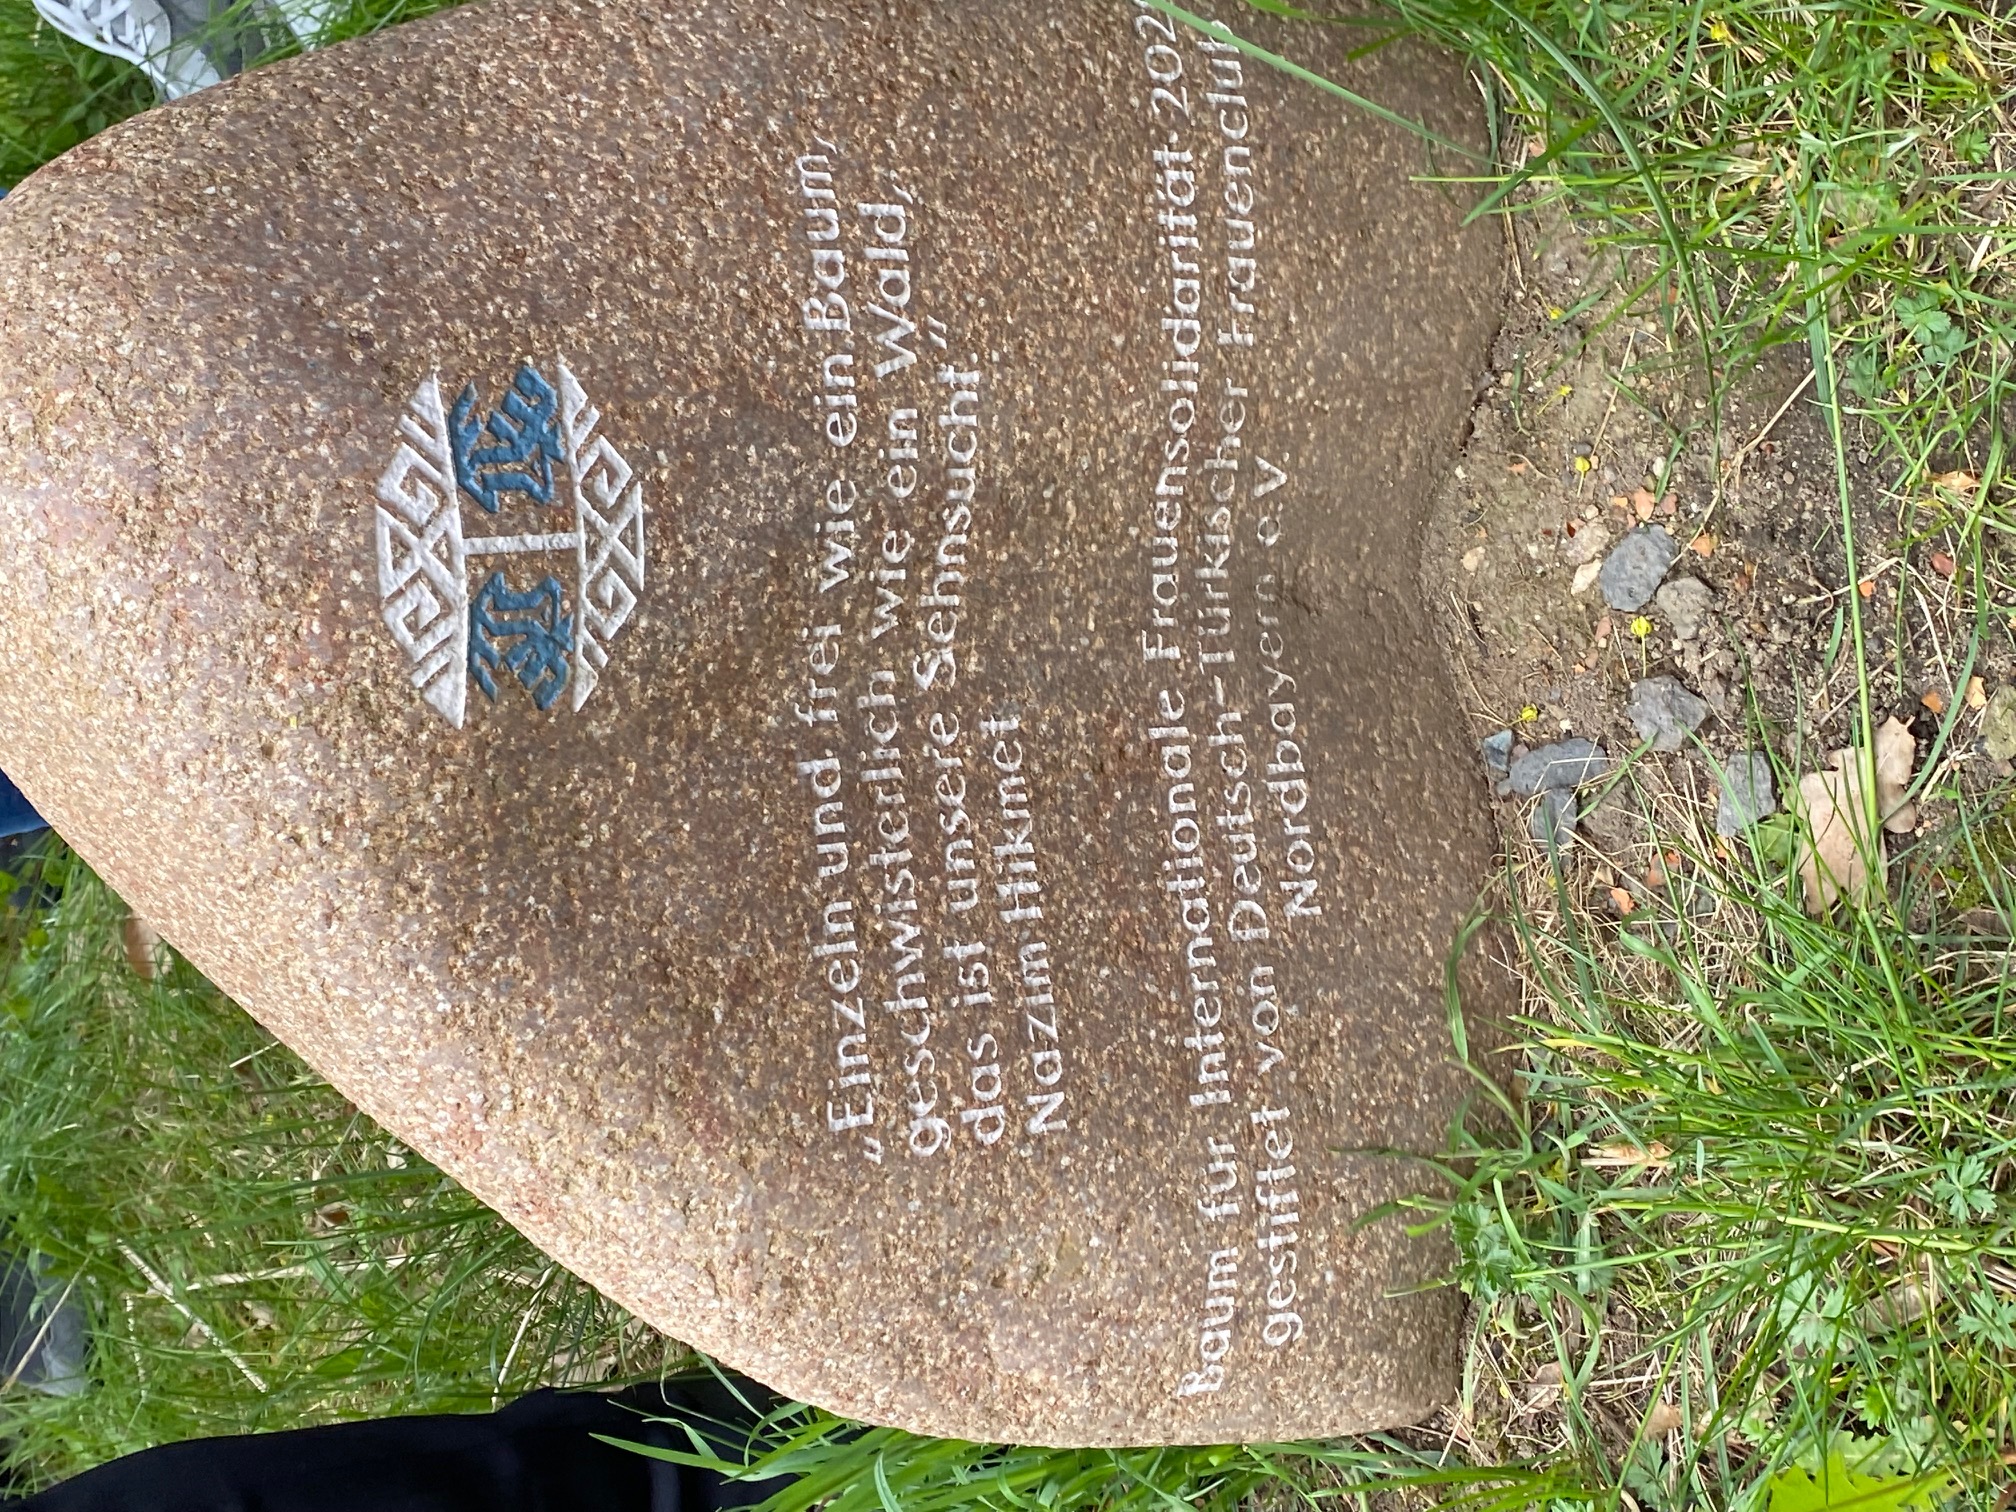 „Einzeln und frei wie ein Baum,
geschwisterlich wie ein Wald,
das ist unsere Sehnsucht.“
Nazim Hikmet
Baum für Internationale Frauensolidarität
gestiftet von Deutsch-Türkischer Frauenclub
Nordbayern e.V.